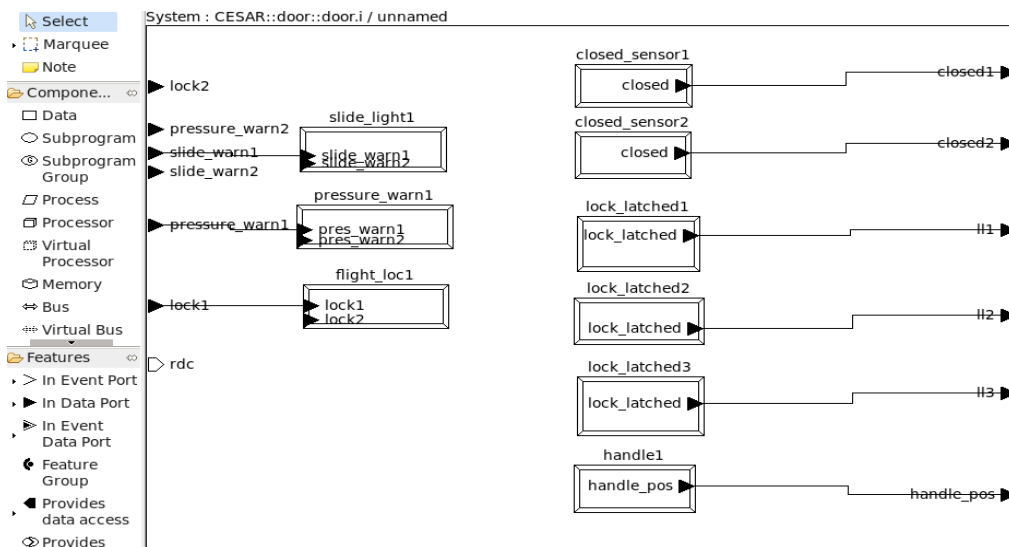 System : CESAR::door::door.i / unnamed
Select
Marquee
Note
Compone...
Data
Subprogram
Subprogram
Group
Process
Processor
Virtual
Processor
Memory
Bus
Virtual Bus
Features
In Event Port
In Data Port
In Event
Data Port
Feature
Group
Provides
data access
Provides
lock2
pressure_warn2
slide_warn1
slide_warn2
pressure_warn1
lock1
rdc
slide_light1
slide_warn1
slide_warn2
pressure_warn1
pres_warn1
pres_warn2
flight_loc1
lock1
lock2
closed_sensor1
closed
closed_sensor2
closed
lock_latched1
lock_latched
lock_latched2
lock_latched
lock_latched3
lock_latched
handle1
handle_pos
closed1
closed2
ll1
ll2
ll3
handle_pos